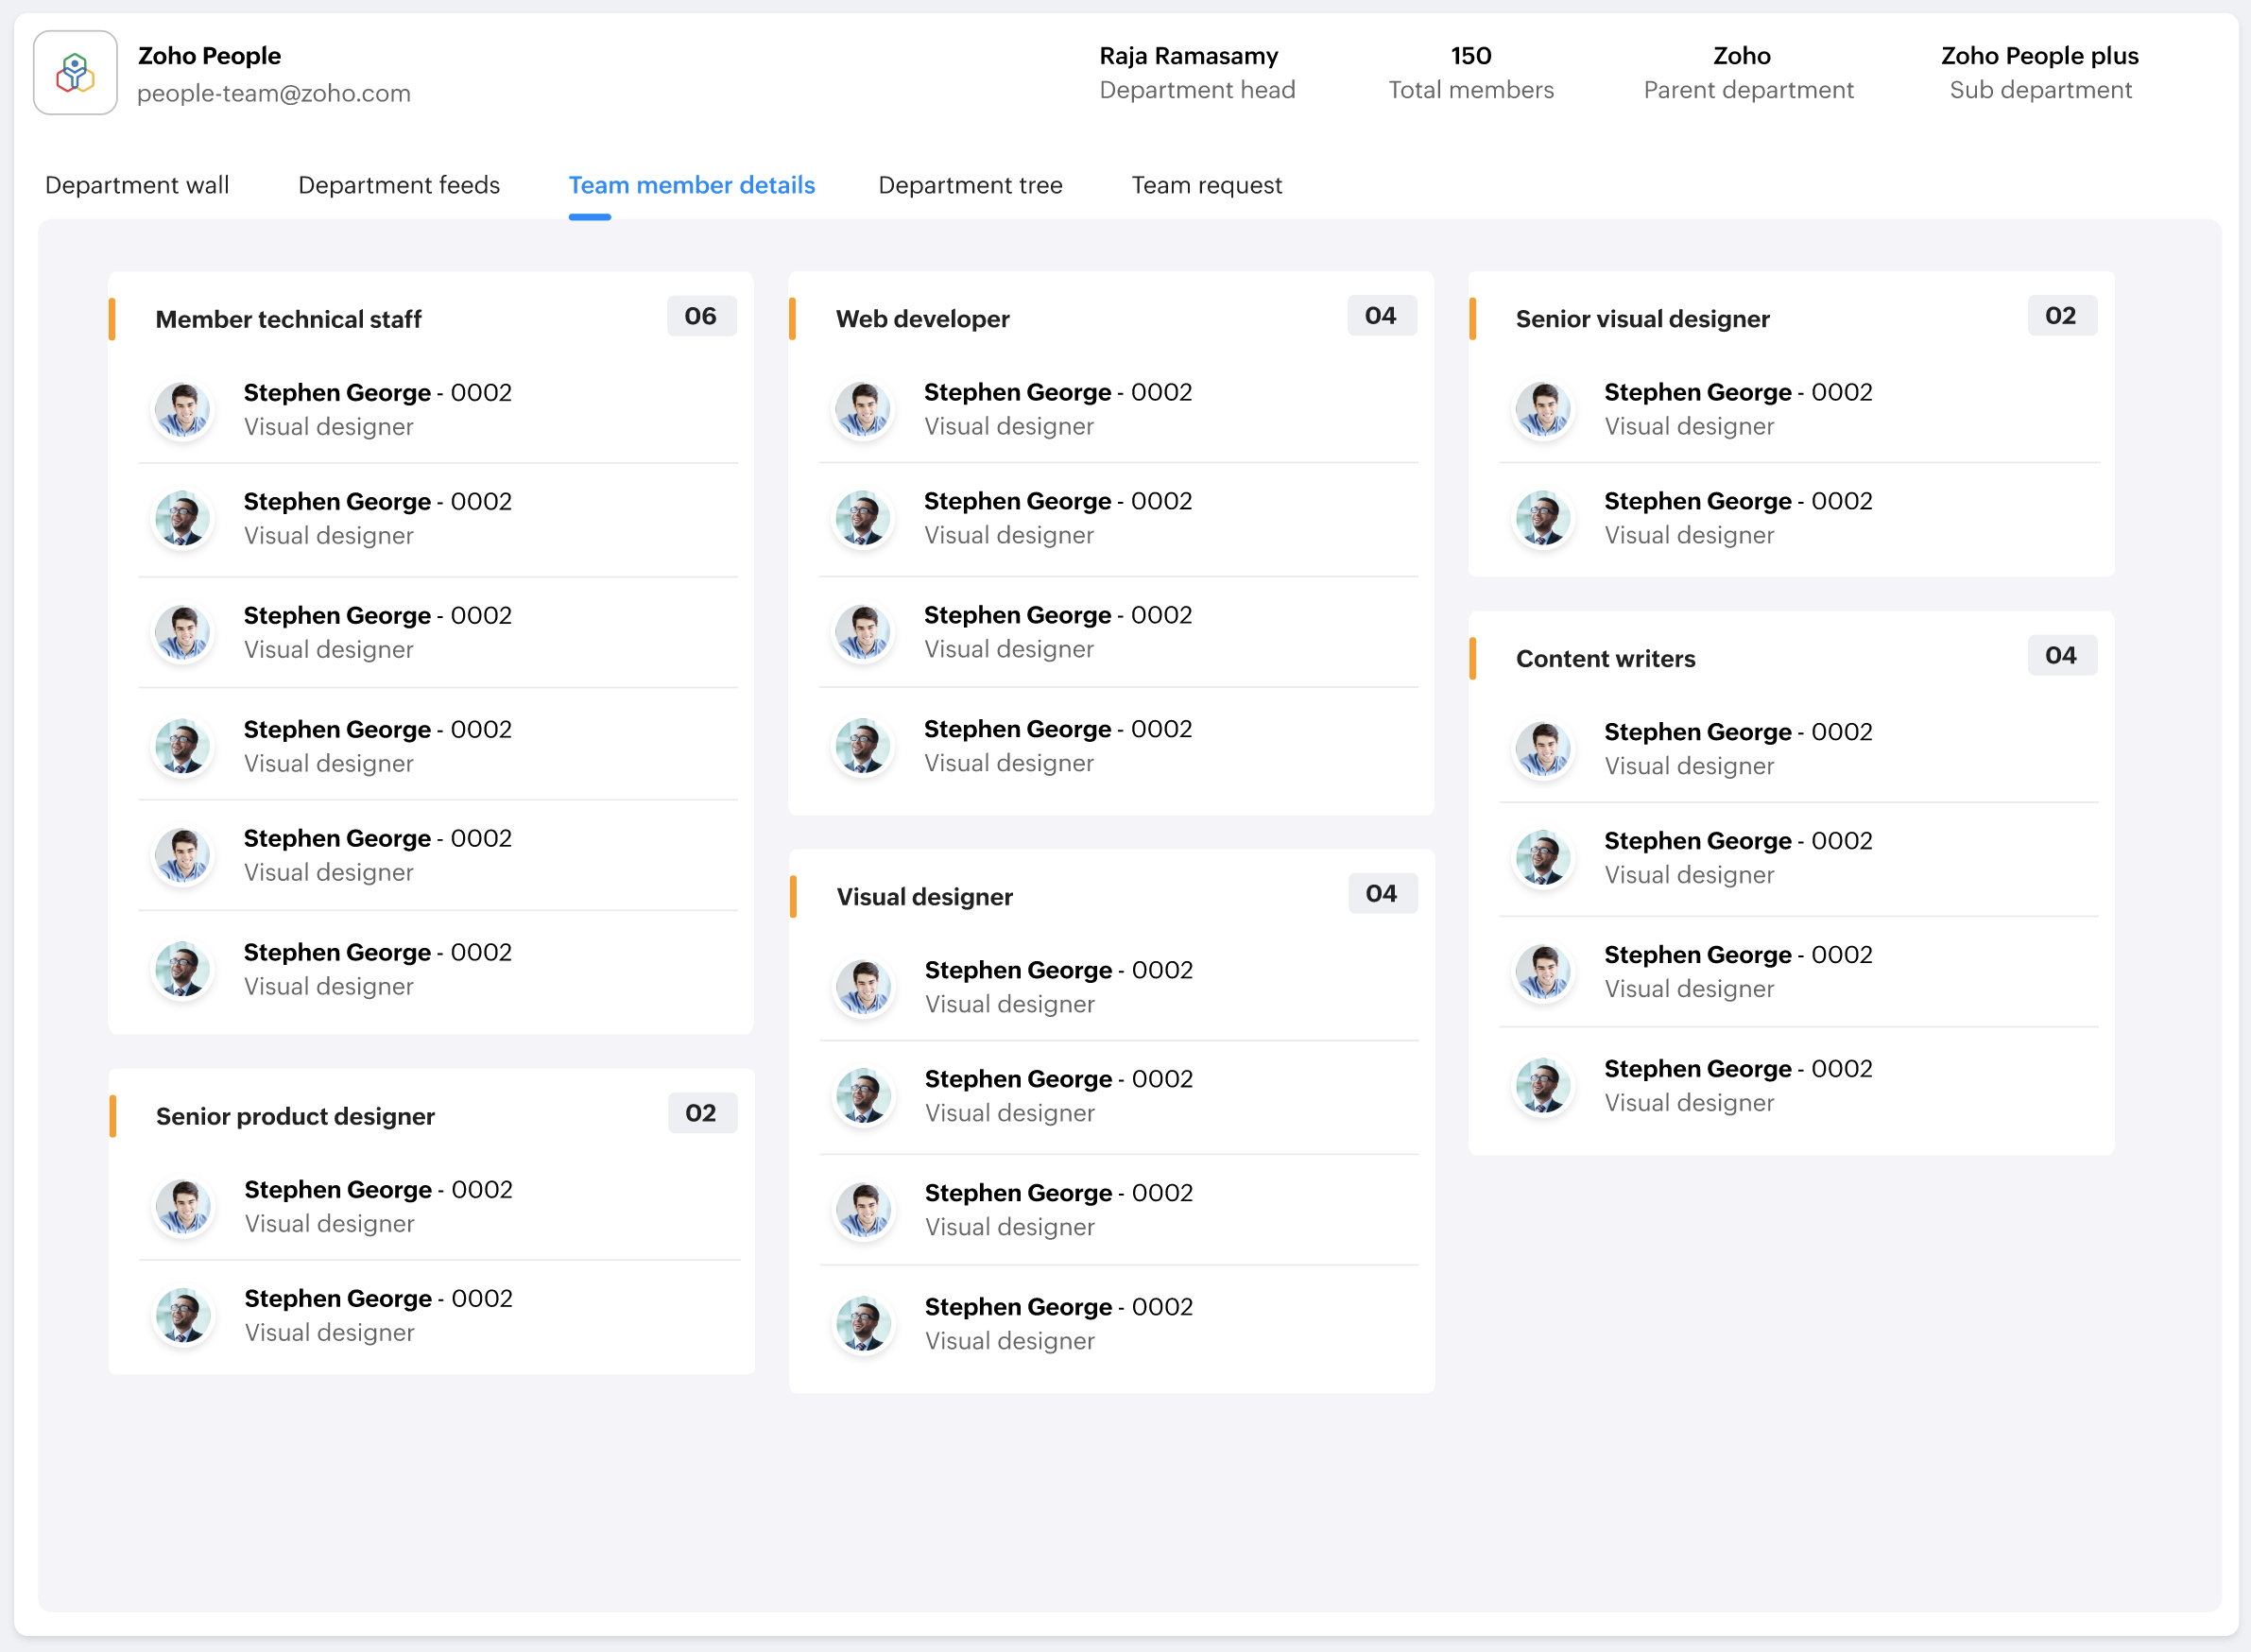 Zoho People
people-team@zoho.com
Raja Ramasamy
Department head
150
Total members
Zoho
Parent department
Zoho People plus
Sub department
Department wall
Department feeds
Team member details
Department tree
Team request
Member technical staff
06
Stephen George - 0002
Visual designer
Stephen George - 0002
Visual designer
Stephen George - 0002
Visual designer
Stephen George - 0002
Visual designer
Stephen George - 0002
Visual designer
Stephen George - 0002
Visual designer
Senior product designer
02
Stephen George - 0002
Visual designer
Stephen George - 0002
Visual designer
Web developer
04
Stephen George - 0002
Visual designer
Stephen George - 0002
Visual designer
Stephen George - 0002
Visual designer
Stephen George - 0002
Visual designer
Visual designer
04
Stephen George - 0002
Visual designer
Stephen George - 0002
Visual designer
Stephen George - 0002
Visual designer
Stephen George - 0002
Visual designer
Senior visual designer
02
Stephen George - 0002
Visual designer
Stephen George - 0002
Visual designer
Content writers
04
Stephen George - 0002
Visual designer
Stephen George - 0002
Visual designer
Stephen George - 0002
Visual designer
Stephen George - 0002
Visual designer